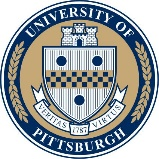 UNIVERSITY OF
VERITAS 1787 VIRTUS
PITTSBURGH